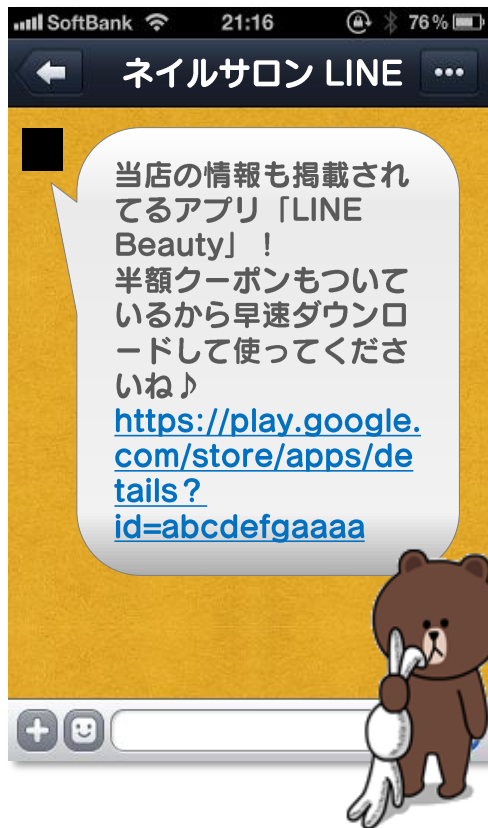 SoftBank 21:16 76%
ネイルサロン LINE
当店の情報も掲載され
てるアプリ「LINE
Beauty」！
半額クーポンもついて
いるから早速ダウンロ
ードして使ってくださ
いね♪
https://play.google.
com/store/apps/de
tails?
id=abcdefgaaaa